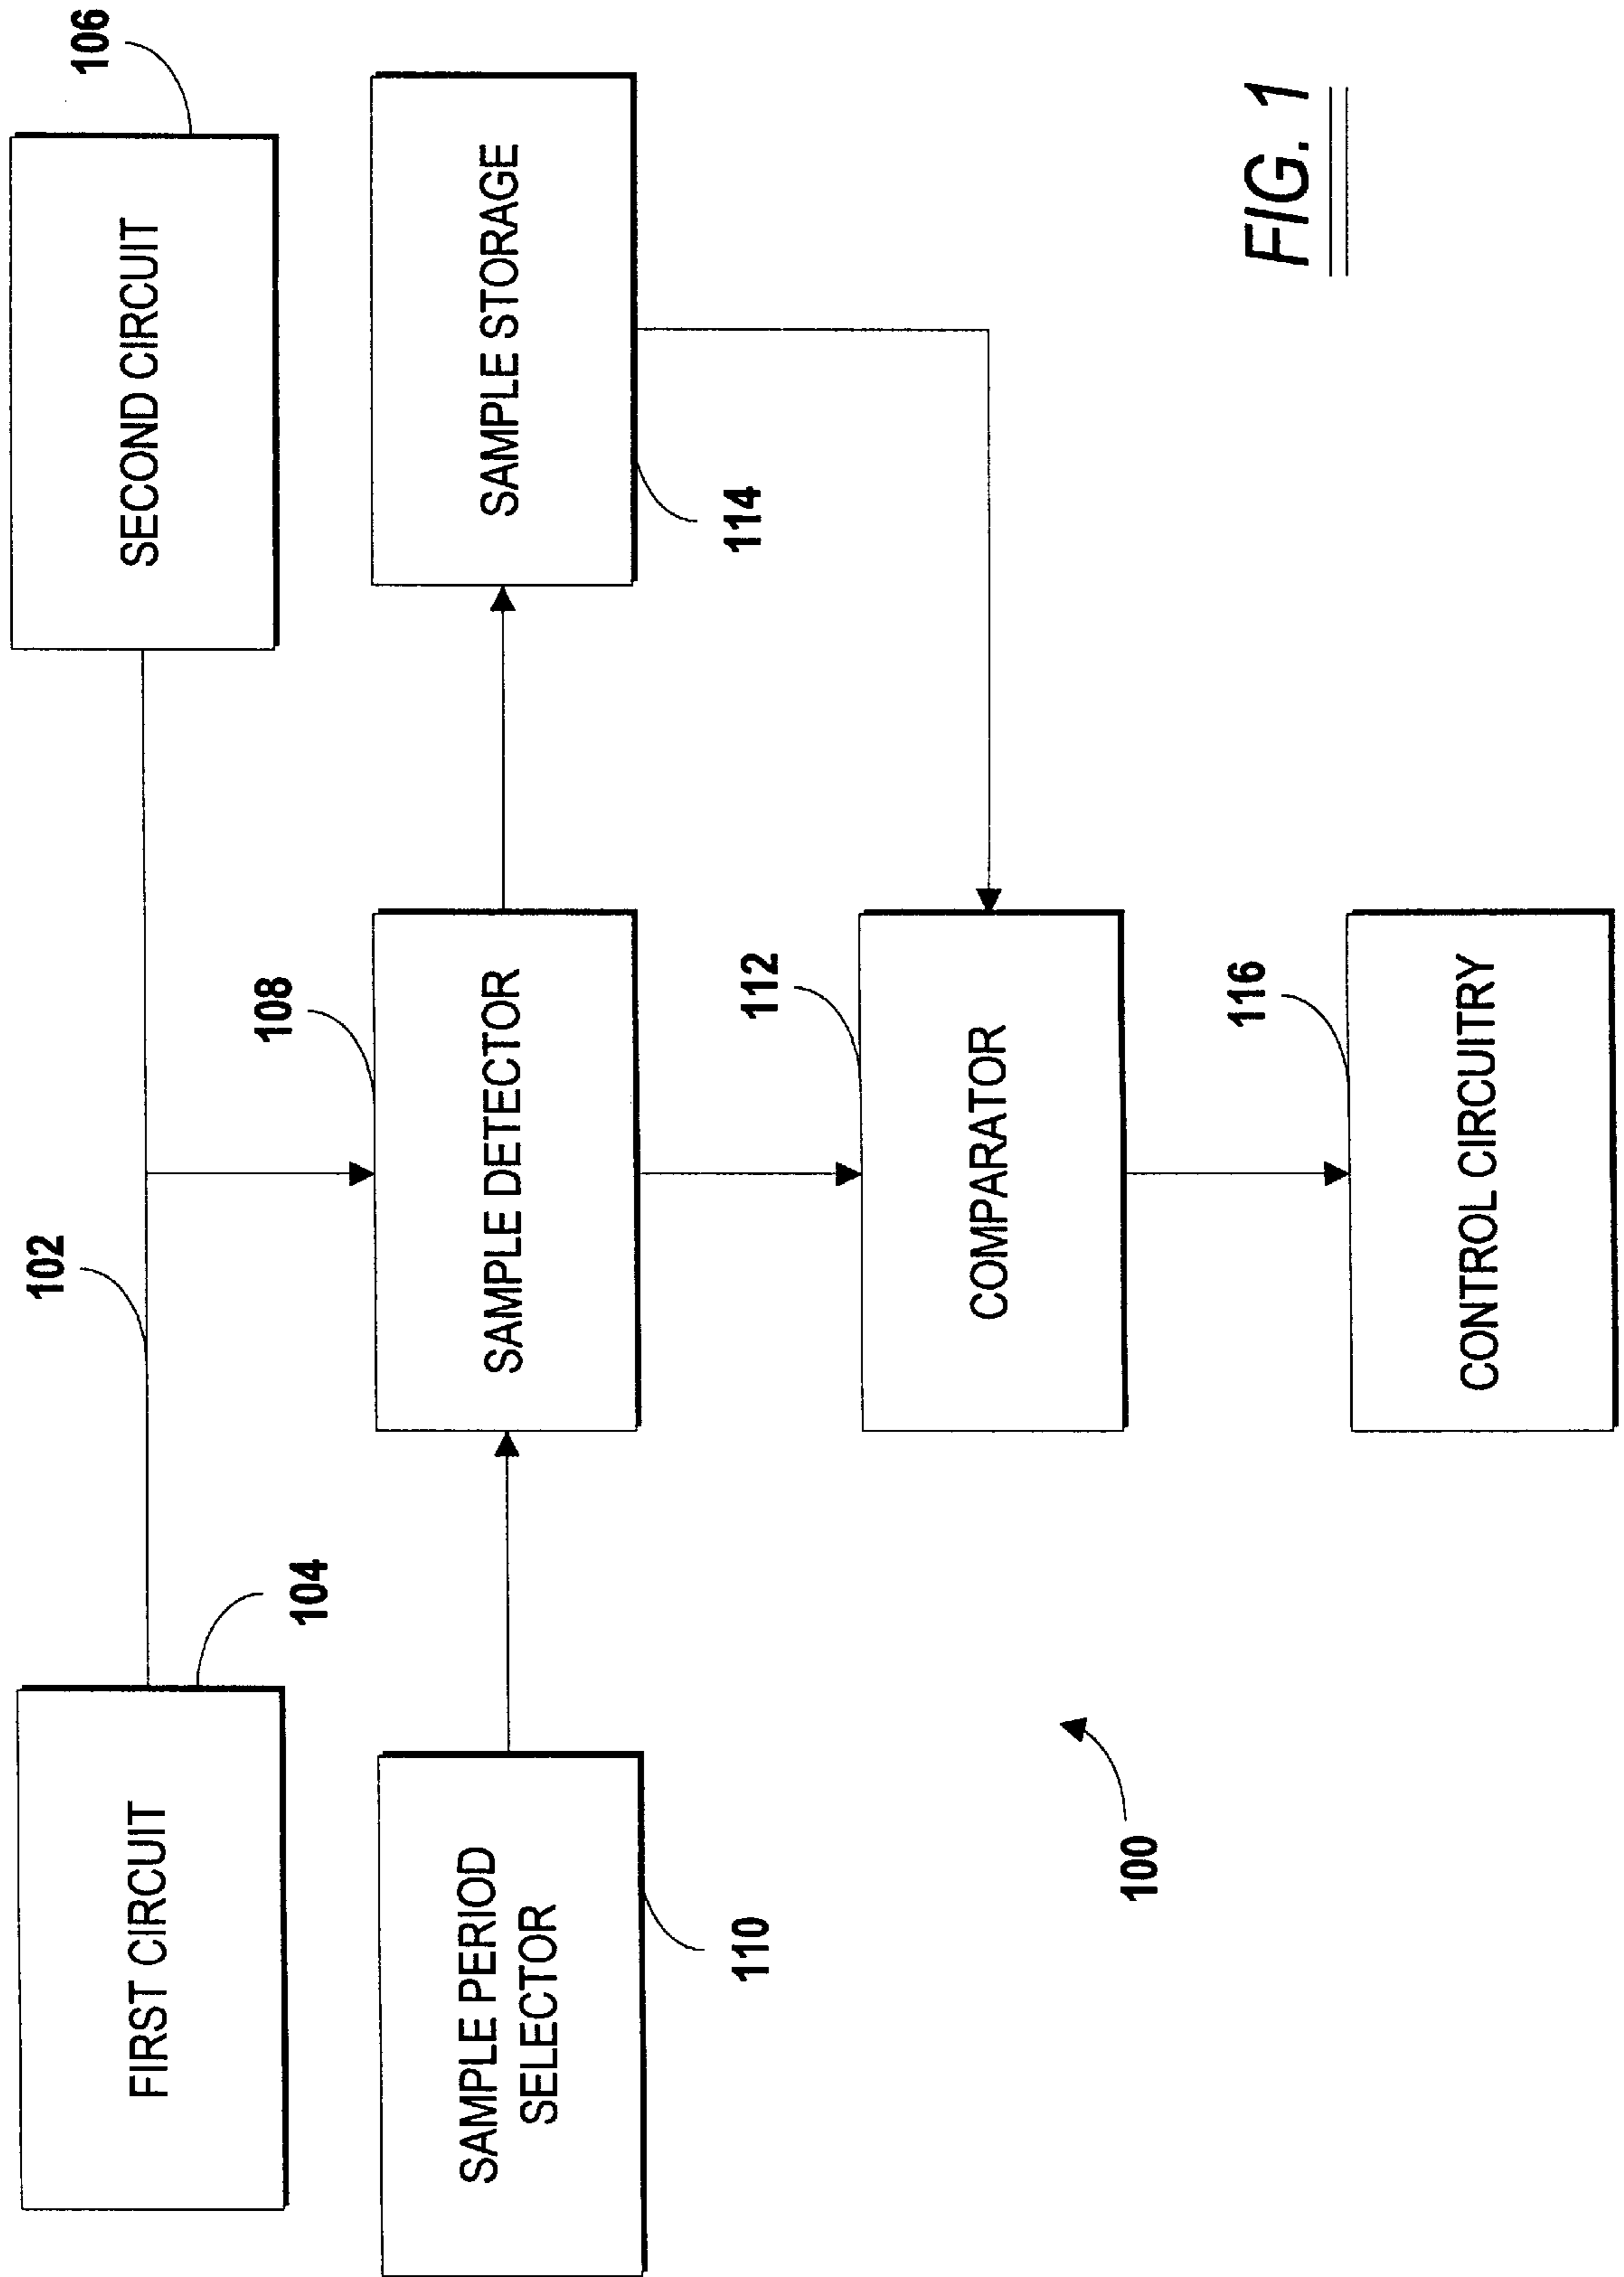 106
SECOND CIRCUIT
SAMPLE STORAGE
114
102
108
SAMPLE DETECTOR
112
COMPARATOR
116
CONTROL CIRCUITRY
104
FIRST CIRCUIT
SAMPLE PERIOD
SELECTOR
110
100
FIG. 1